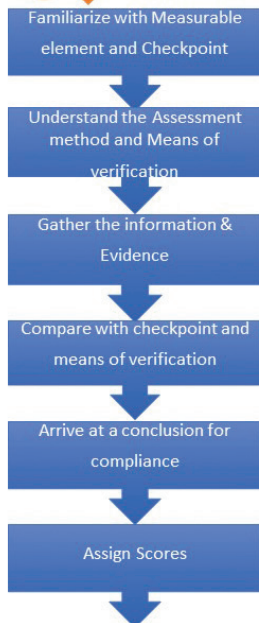 Familiarize with Measurable
element and Checkpoint
Understand the Assessment
method and Means of
verification
Gather the information &
Evidence
Compare with checkpoint and
means of verification
Arrive at a conclusion for
compliance
Assign Scores